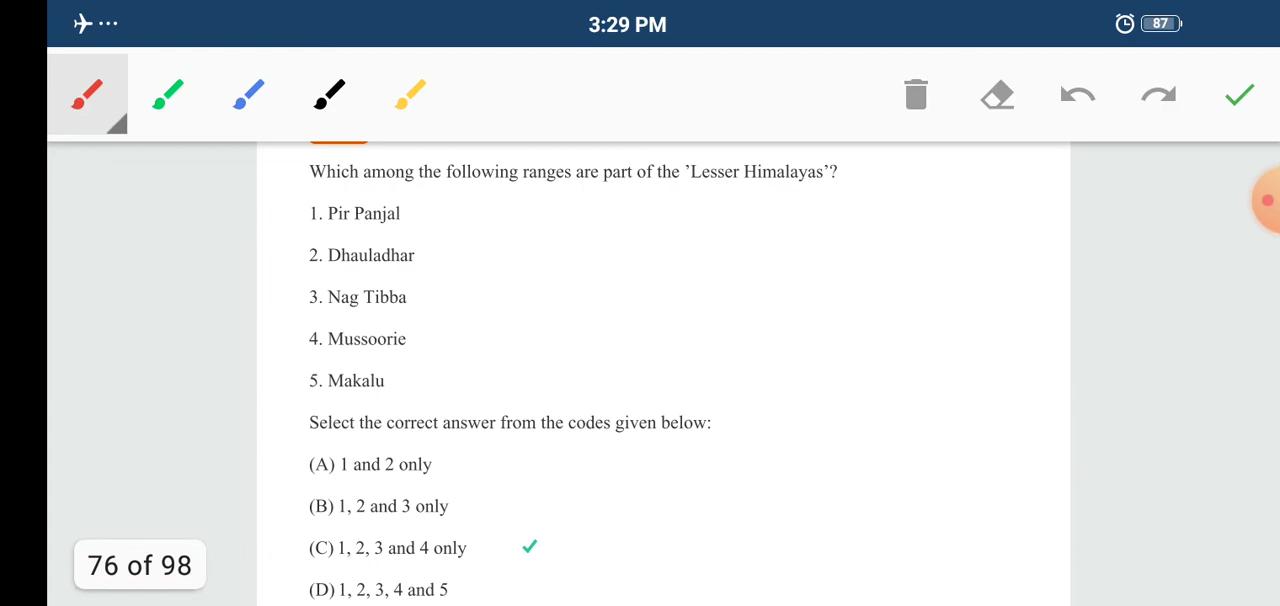 3:29 PM
87
Which among the following ranges are part of the ’Lesser Himalayas’?
1. Pir Panjal
2. Dhauladhar
3. Nag Tibba
4. Mussoorie
5. Makalu
Select the correct answer from the codes given below:
(A) 1 and 2 only
(B) 1, 2 and 3 only
(C) 1, 2, 3 and 4 only
(D) 1, 2, 3, 4 and 5
76 of 98